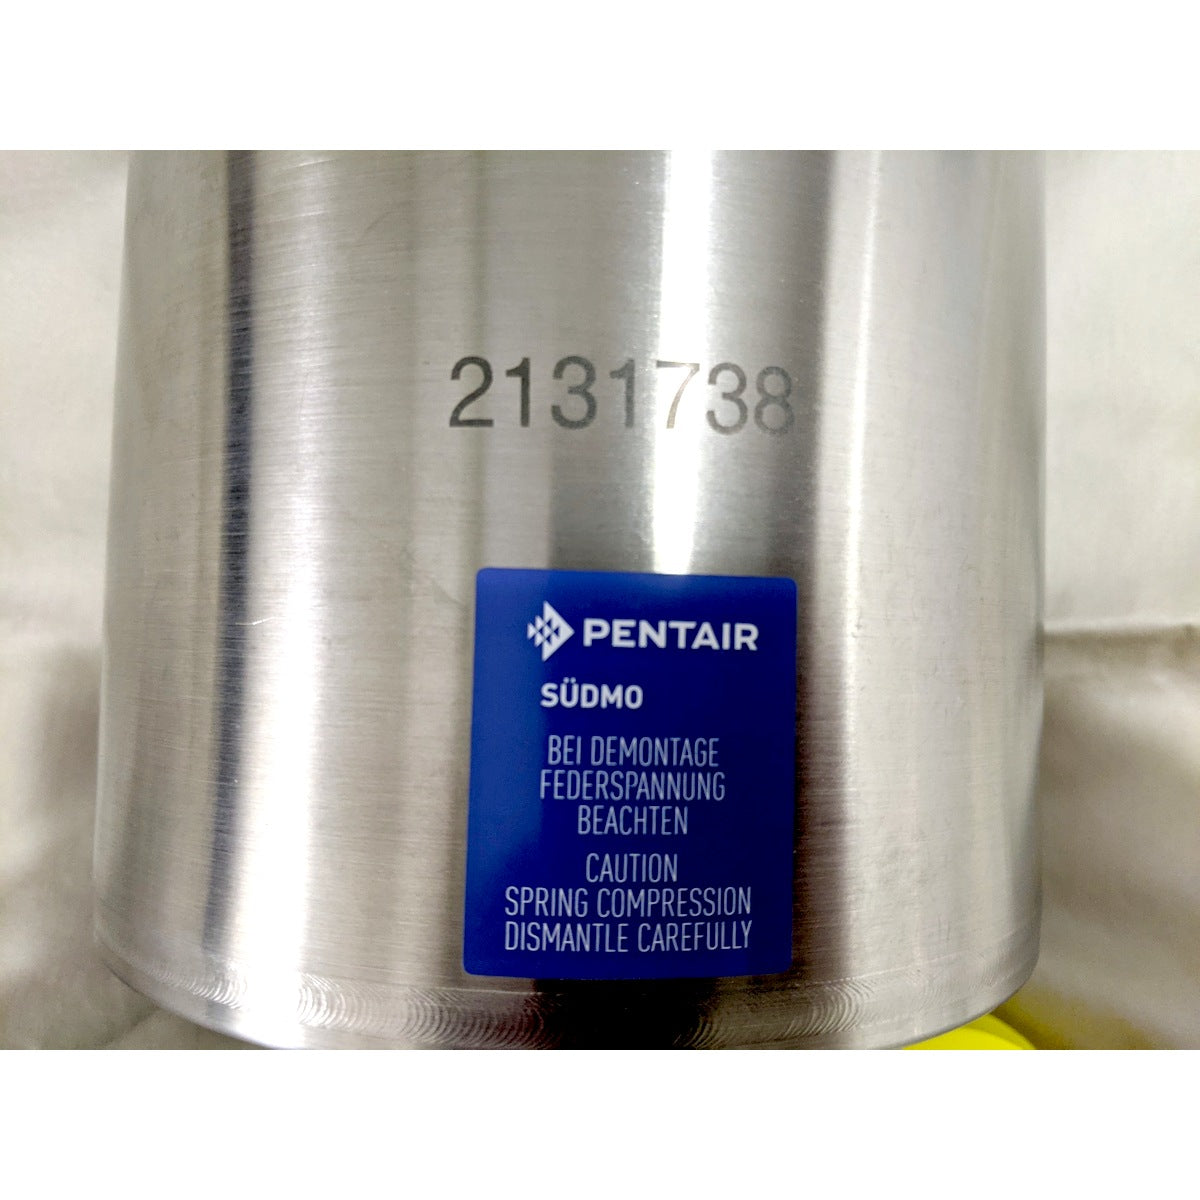 2131738
PENTAIR
SÜDMO
BEI DEMONTAGE
FEDERSPANNUNG
BEACHTEN
CAUTION
SPRING COMPRESSION
DISMANTLE CAREFULLY